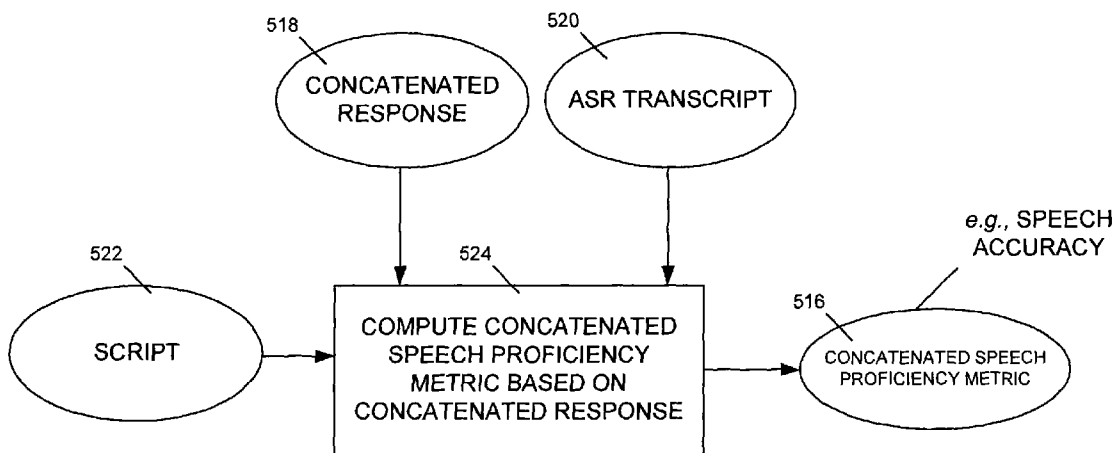 518
CONCATENATED
RESPONSE
520
ASR TRANSCRIPT
e.g., SPEECH
ACCURACY
522
SCRIPT
524
COMPUTE CONCATENATED
SPEECH PROFICIENCY
METRIC BASED ON
CONCATENATED RESPONSE
516
CONCATENATED SPEECH
PROFICIENCY METRIC